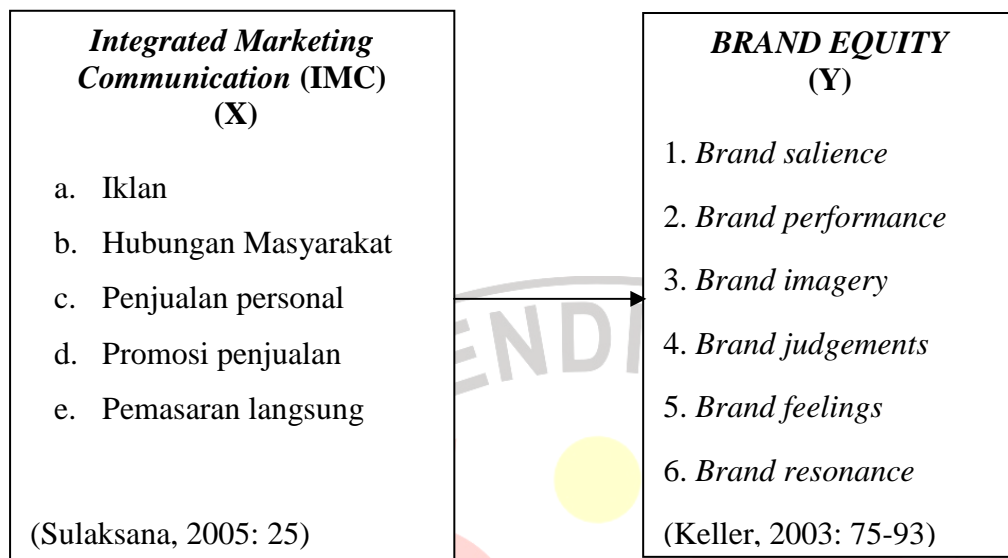 Integrated Marketing
Communication (IMC)
(X)
a. Iklan
b. Hubungan Masyarakat
c. Penjualan personal
d. Promosi penjualan
e. Pemasaran langsung
(Sulaksana, 2005: 25)
ENDI
BRAND EQUITY
(Y)
1. Brand salience
2. Brand performance
3. Brand imagery
4. Brand judgements
5. Brand feelings
6. Brand resonance
(Keller, 2003: 75-93)